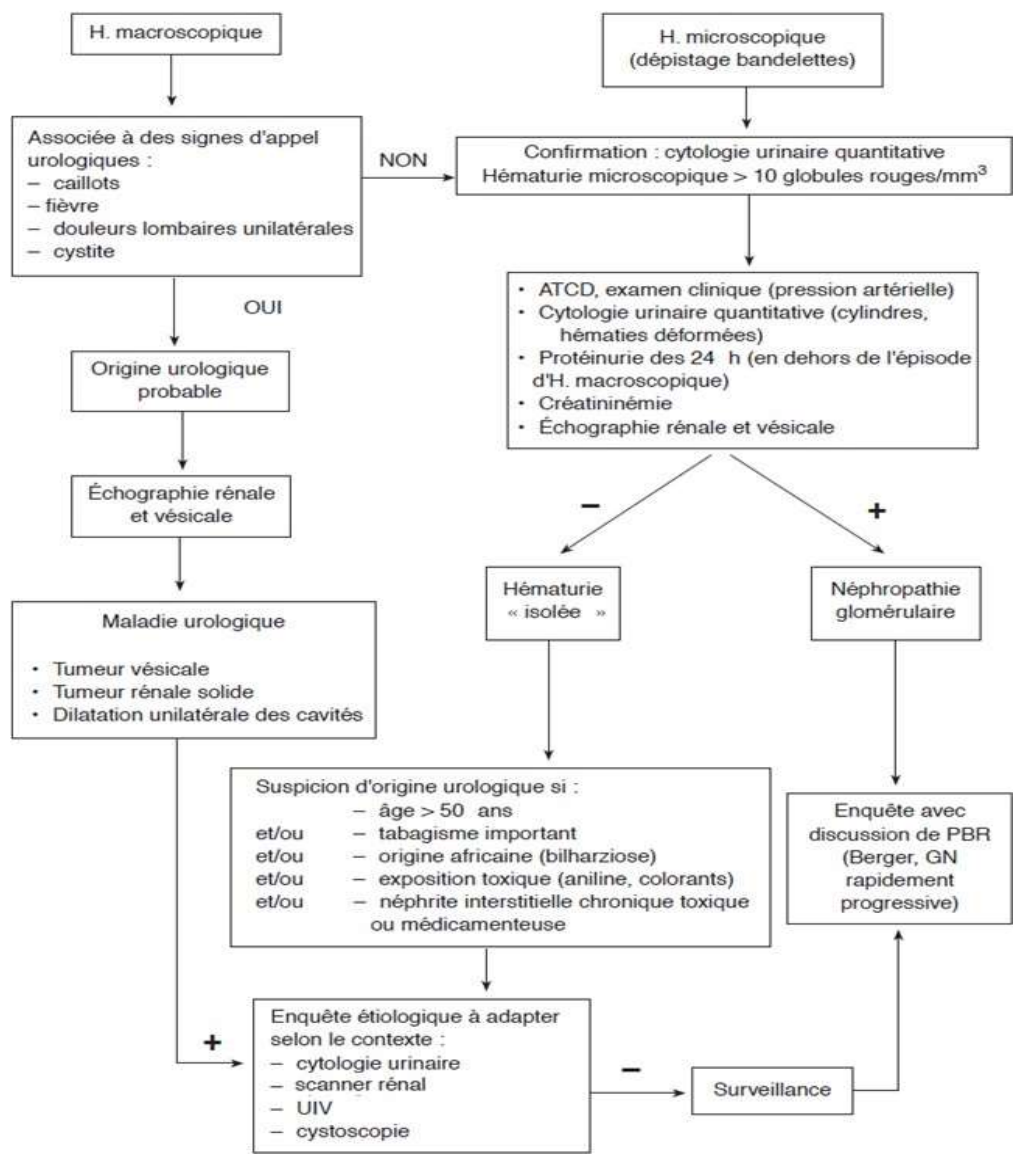 H. macroscopique
H. microscopique
(dépistage bandelettes)
Associée à des signes d'appel
urologiques :
– caillots
– fièvre
– douleurs lombaires unilatérales
– cystite
NON
Confirmation : cytologie urinaire quantitative
Hématurie microscopique > 10 globules rouges/mm³
OUI
• ATCD, examen clinique (pression artérielle)
• Cytologie urinaire quantitative (cylindres,
hématies déformées)
• Protéinurie des 24 h (en dehors de l'épisode
d'H. macroscopique)
• Créatininémie
• Échographie rénale et vésicale
Origine urologique
probable
Échographie rénale
et vésicale
–
+
Maladie urologique
• Tumeur vésicale
• Tumeur rénale solide
• Dilatation unilatérale des cavités
Hématurie
« isolée »
Néphropathie
glomérulaire
Suspicion d'origine urologique si :
– âge > 50 ans
et/ou – tabagisme important
et/ou – origine africaine (bilharziose)
et/ou – exposition toxique (aniline, colorants)
et/ou – néphrite interstitielle chronique toxique
ou médicamenteuse
Enquête avec
discussion de PBR
(Berger, GN
rapidement
progressive)
+
Enquête étiologique à adapter
selon le contexte :
– cytologie urinaire
– scanner rénal
– UIV
– cystoscopie
–
Surveillance